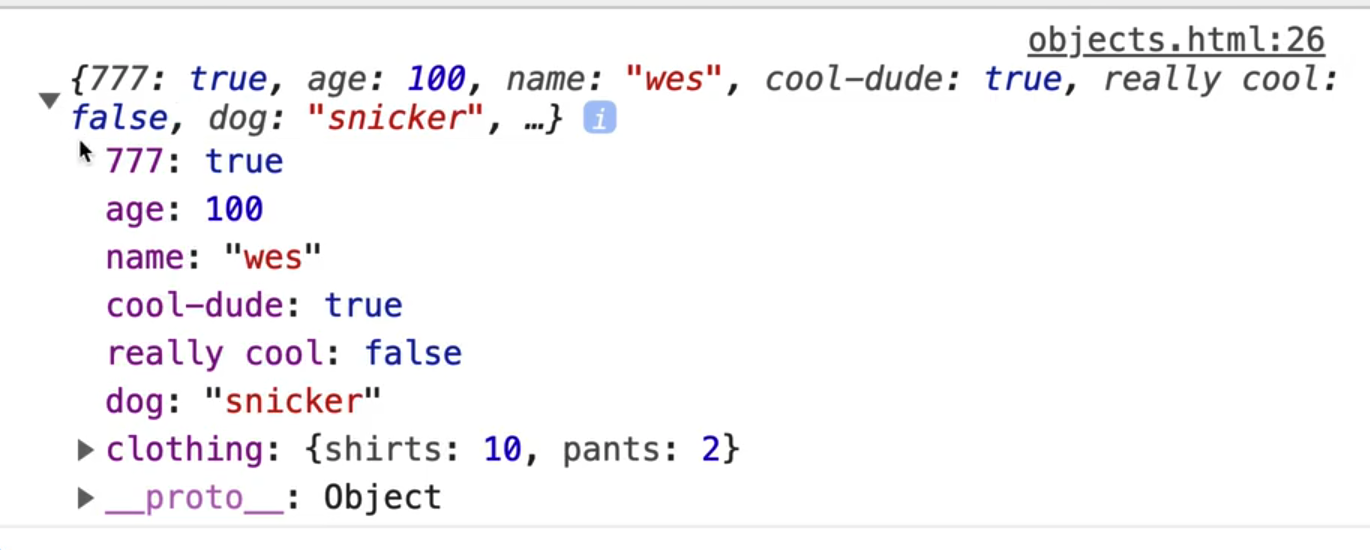 objects.html:26
{777: true, age: 100, name: "wes", cool-dude: true, really cool:
false, dog: "snicker", …} i
777: true
age: 100
name: "wes"
cool-dude: true
really cool: false
dog: "snicker"
clothing: {shirts: 10, pants: 2}
__proto__: Object